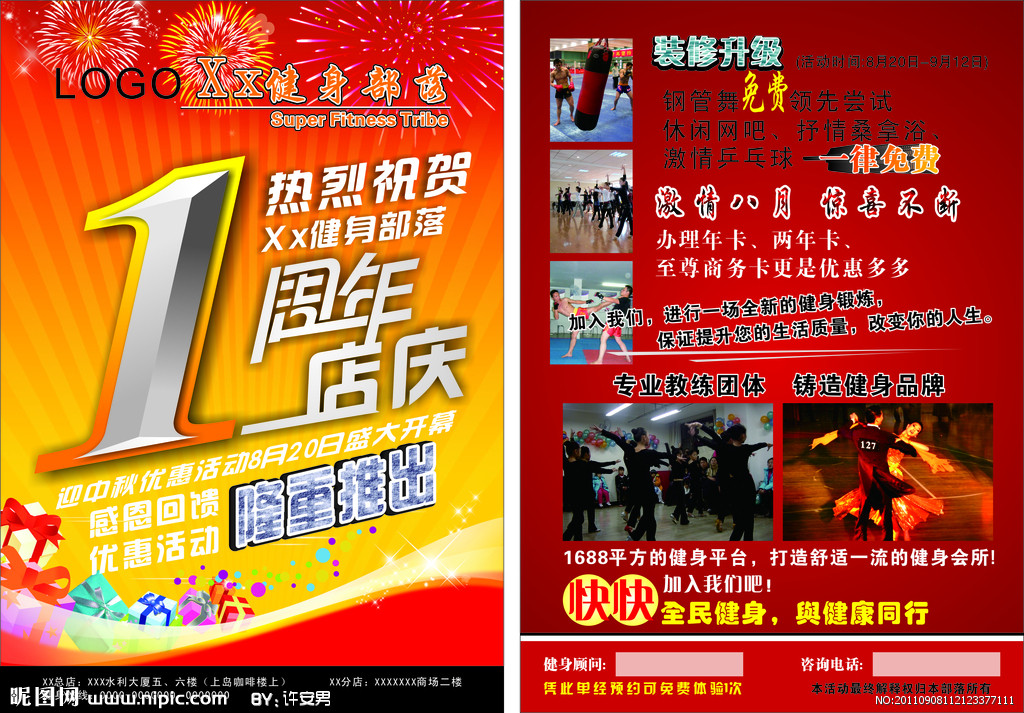 LOGO
Xx健身部落
Super Fitness Tribe
1
热烈祝贺
Xx健身部落
周年
店庆
迎中秋优惠活动8月20日盛大开幕
感恩回馈
优惠活动
隆重推出
XX总店：XXX水利大厦五、六楼（上岛咖啡楼上）
XX分店：XXXXXXX商场二楼
昵图网 www.nipic.com
BY：许安男
装修升级 (活动时间:8月20日-9月12日)
钢管舞免费领先尝试
休闲网吧、抒情桑拿浴、
激情乒乓球 一律免费
激情八月 惊喜不断
办理年卡、两年卡、
至尊商务卡更是优惠多多
加入我们，进行一场全新的健身锻炼，
保证提升您的生活质量，改变你的人生。
专业教练团体 铸造健身品牌
127
1688平方的健身平台，打造舒适一流的健身会所!
快快
加入我们吧!
全民健身，與健康同行
健身顾问:
咨询电话:
凭此单经预约可免费体验1次
本活动最终解释权归本部落所有
NO:20110908112123377111